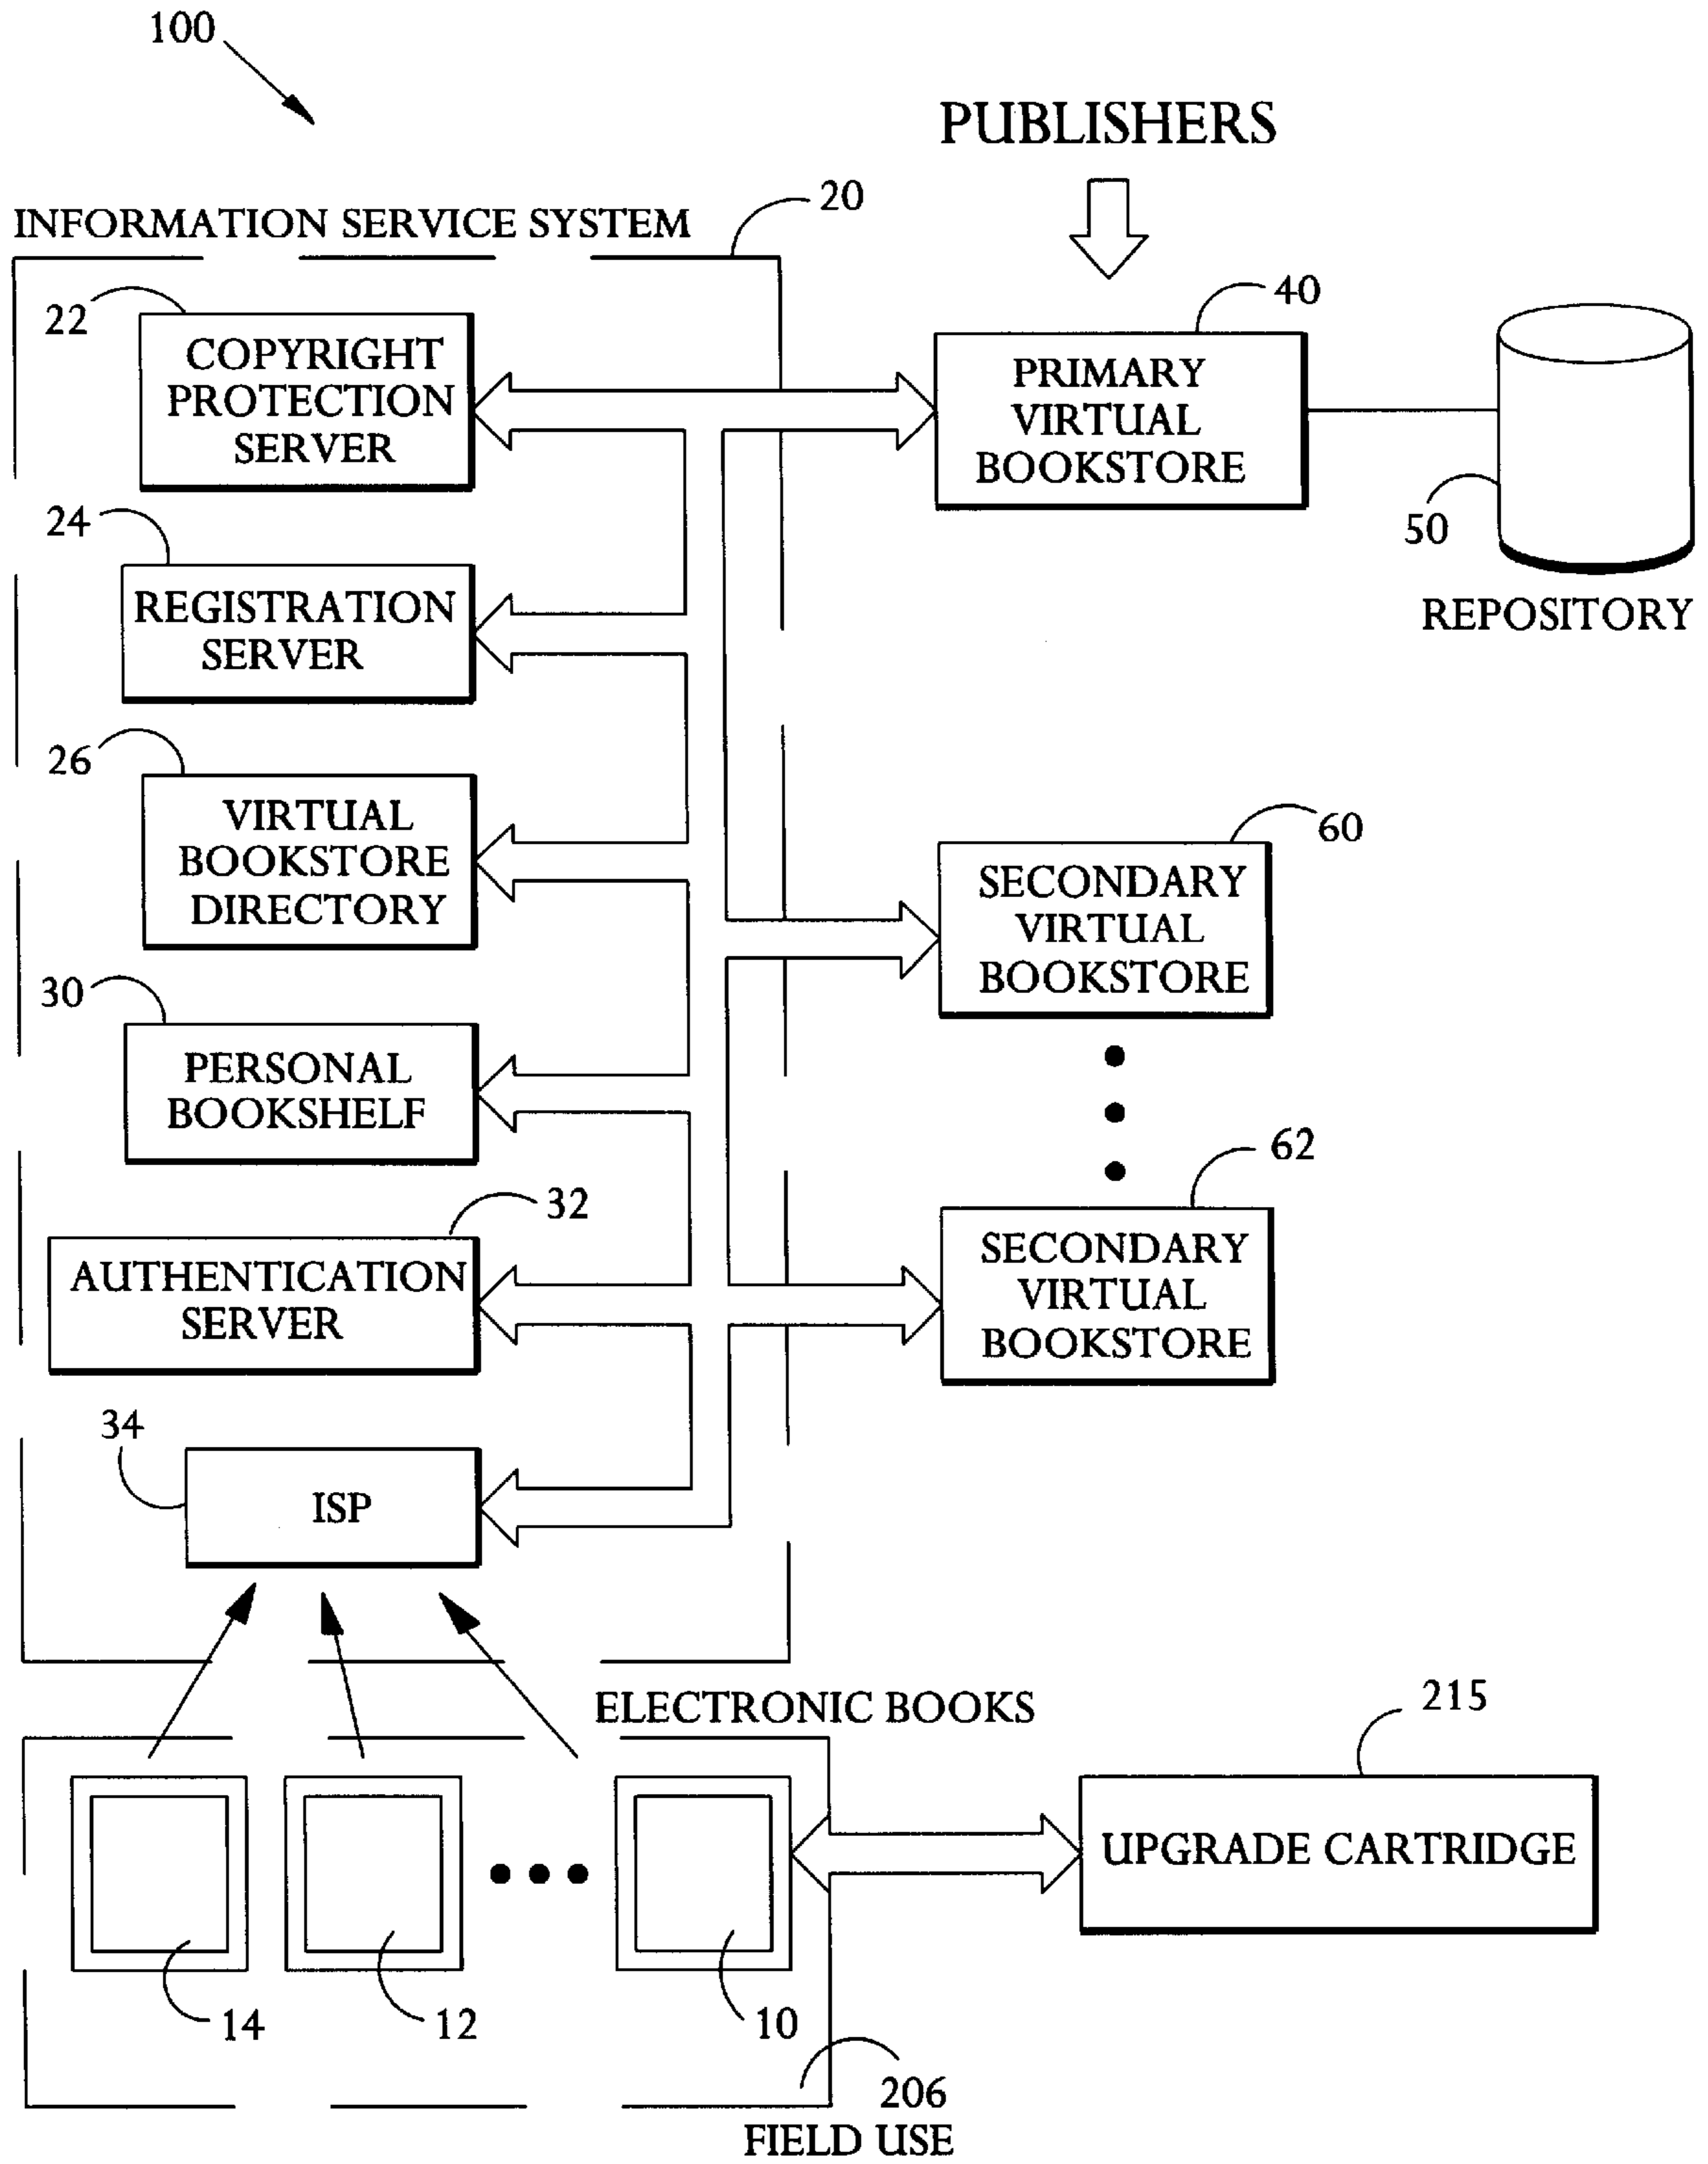 100
PUBLISHERS
INFORMATION SERVICE SYSTEM
20
22
COPYRIGHT
PROTECTION
SERVER
40
PRIMARY
VIRTUAL
BOOKSTORE
50
REPOSITORY
24
REGISTRATION
SERVER
26
VIRTUAL
BOOKSTORE
DIRECTORY
60
SECONDARY
VIRTUAL
BOOKSTORE
30
PERSONAL
BOOKSHELF
62
SECONDARY
VIRTUAL
BOOKSTORE
32
AUTHENTICATION
SERVER
34
ISP
ELECTRONIC BOOKS
215
UPGRADE CARTRIDGE
14
12
10
206
FIELD USE